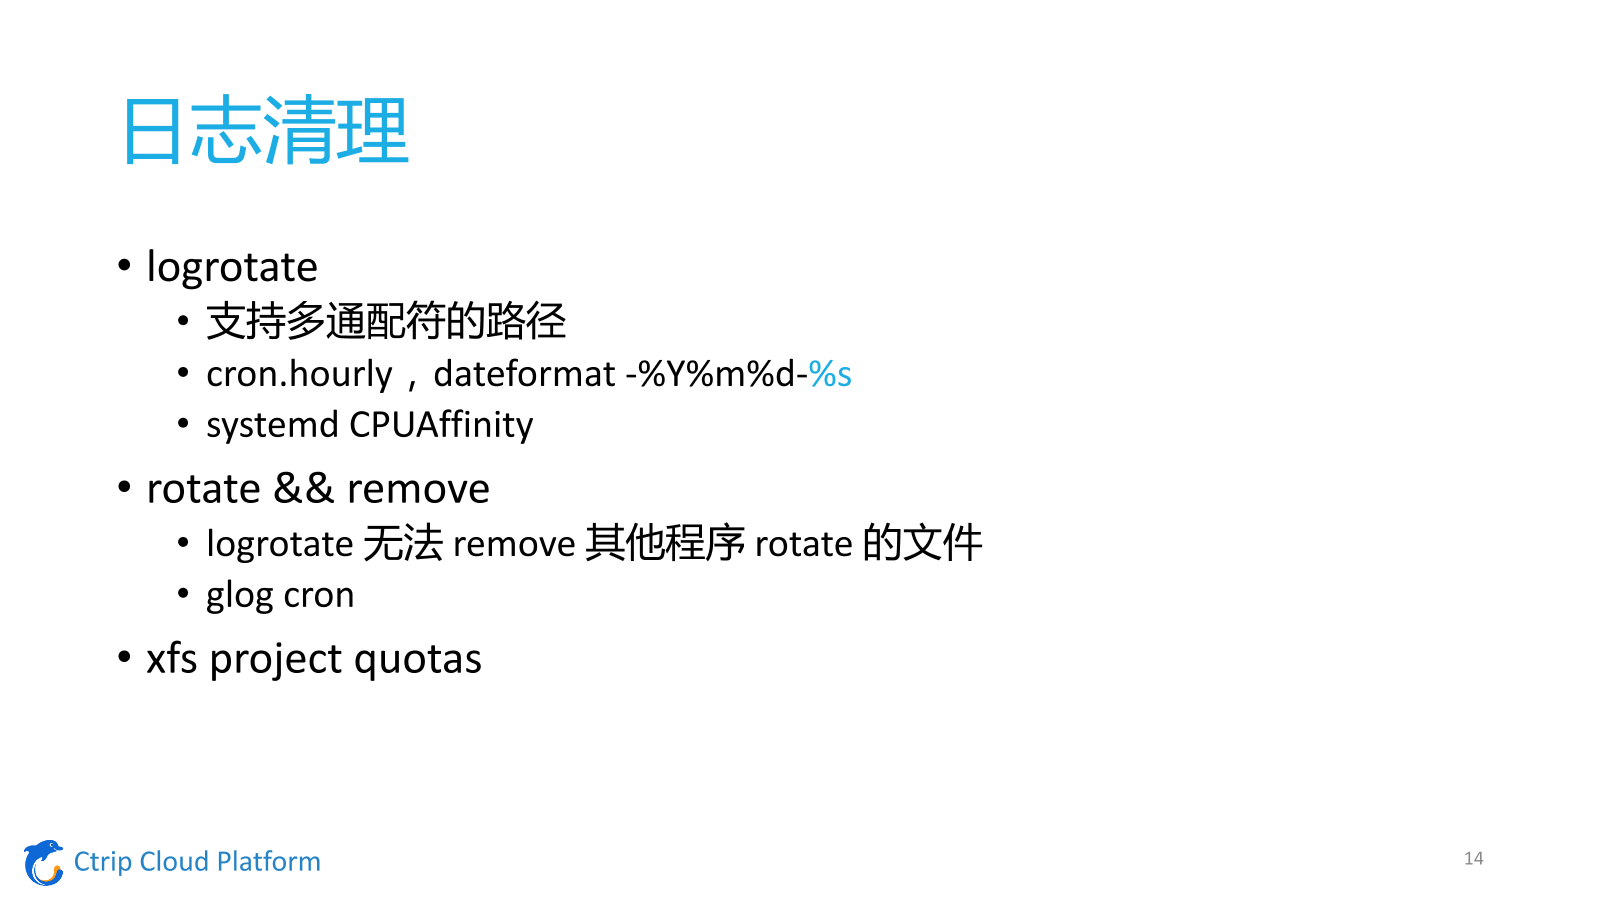 日志清理
• logrotate
• 支持多通配符的路径
• cron.hourly，dateformat -%Y%m%d-%s
• systemd CPUAffinity
• rotate && remove
• logrotate 无法 remove 其他程序 rotate 的文件
• glog cron
• xfs project quotas
Ctrip Cloud Platform
14